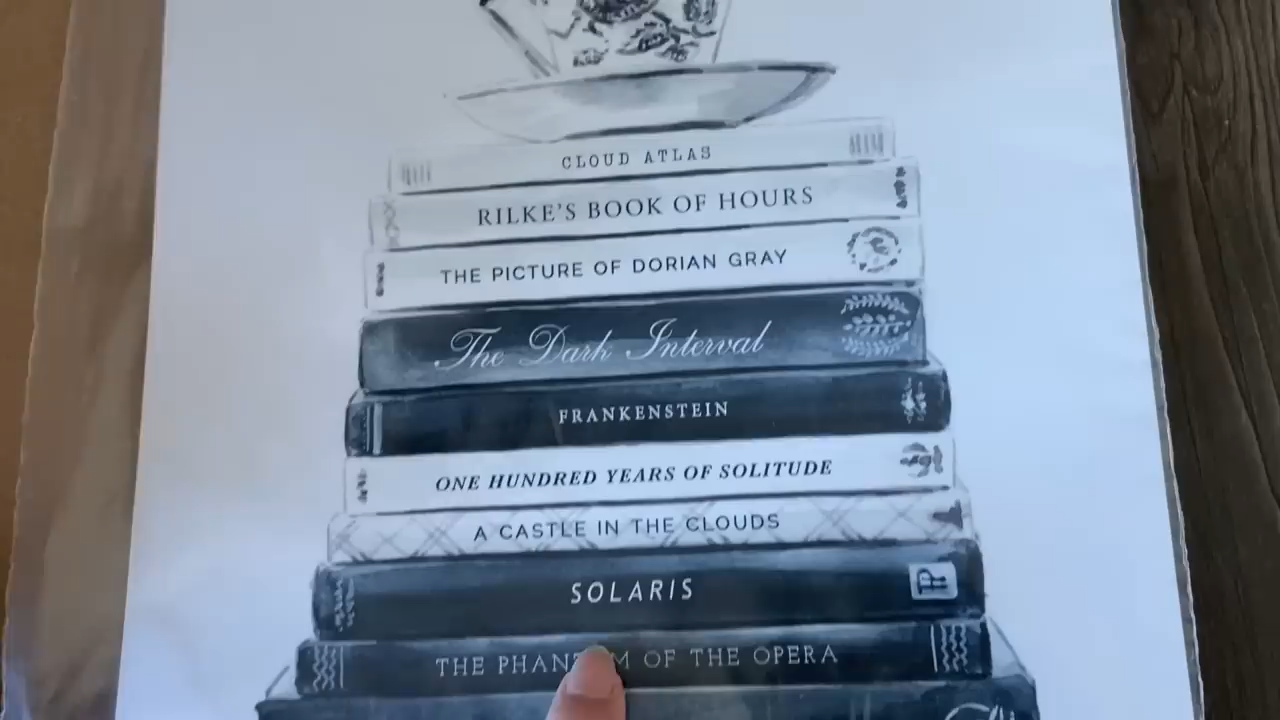 CLOUD ATLAS
RILKE'S BOOK OF HOURS
THE PICTURE OF DORIAN GRAY
The Dark Interval
FRANKENSTEIN
ONE HUNDRED YEARS OF SOLITUDE
A CASTLE IN THE CLOUDS
SOLARIS
THE PHANTOM OF THE OPERA